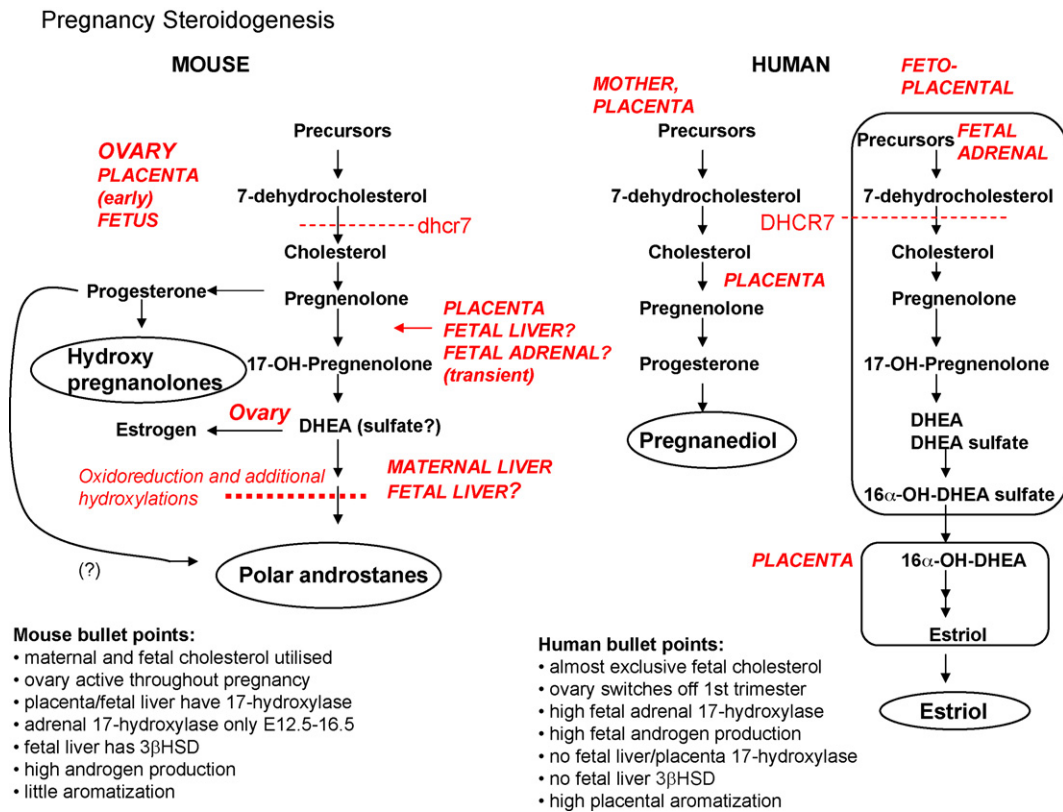 Pregnancy Steroidogenesis
MOUSE
OVARY
PLACENTA
(early)
FETUS
Precursors
7-dehydrocholesterol
dhcr7
Cholesterol
Progesterone
Pregnenolone
PLACENTA
FETAL LIVER?
FETAL ADRENAL?
(transient)
Hydroxy
pregnanolones
17-OH-Pregnenolone
Ovary
Estrogen
DHEA (sulfate?)
Oxidoreduction and additional
hydroxylations
MATERNAL LIVER
FETAL LIVER?
(?)
Polar androstanes
Mouse bullet points:
• maternal and fetal cholesterol utilised
• ovary active throughout pregnancy
• placenta/fetal liver have 17-hydroxylase
• adrenal 17-hydroxylase only E12.5-16.5
• fetal liver has 3βHSD
• high androgen production
• little aromatization
HUMAN
MOTHER,
PLACENTA
Precursors
7-dehydrocholesterol
Cholesterol
PLACENTA
Pregnenolone
Progesterone
Pregnanediol
FETO-
PLACENTAL
Precursors
FETAL
ADRENAL
7-dehydrocholesterol
DHCR7
Cholesterol
Pregnenolone
17-OH-Pregnenolone
DHEA
DHEA sulfate
16α-OH-DHEA sulfate
PLACENTA
16α-OH-DHEA
Estriol
Estriol
Human bullet points:
• almost exclusive fetal cholesterol
• ovary switches off 1st trimester
• high fetal adrenal 17-hydroxylase
• high fetal androgen production
• no fetal liver/placenta 17-hydroxylase
• no fetal liver 3βHSD
• high placental aromatization